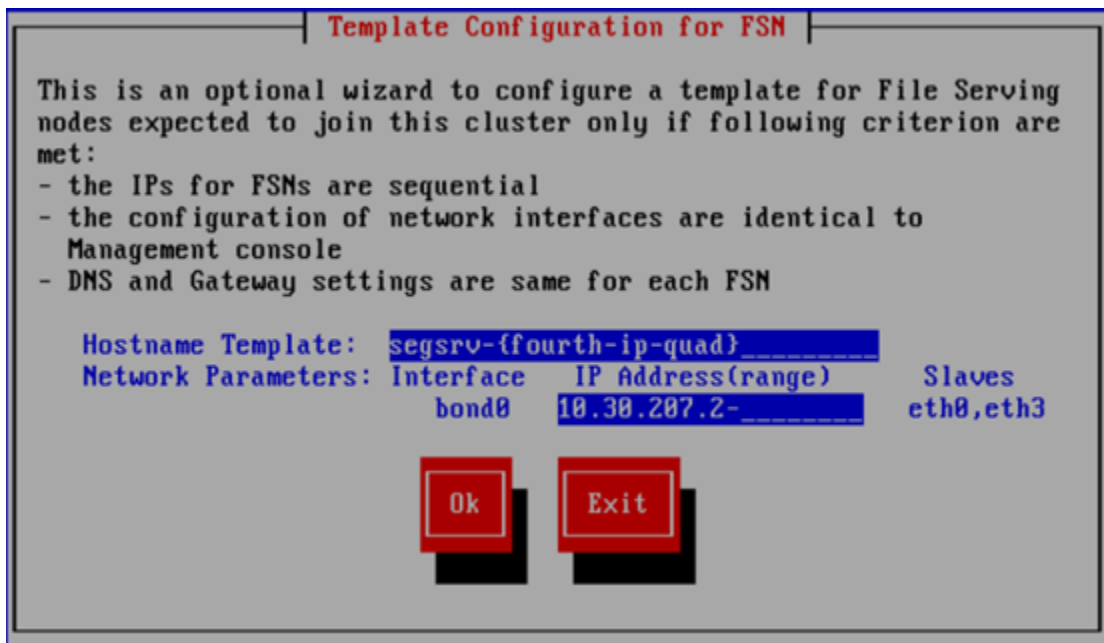 Template Configuration for FSN
This is an optional wizard to configure a template for File Serving
nodes expected to join this cluster only if following criterion are
met:
- the IPs for FSNs are sequential
- the configuration of network interfaces are identical to
Management console
- DNS and Gateway settings are same for each FSN
Hostname Template: segsrv-{fourth-ip-quad}_________
Network Parameters: Interface IP Address(range) Slaves
bond0 10.30.207.2-________ eth0,eth3
Ok Exit